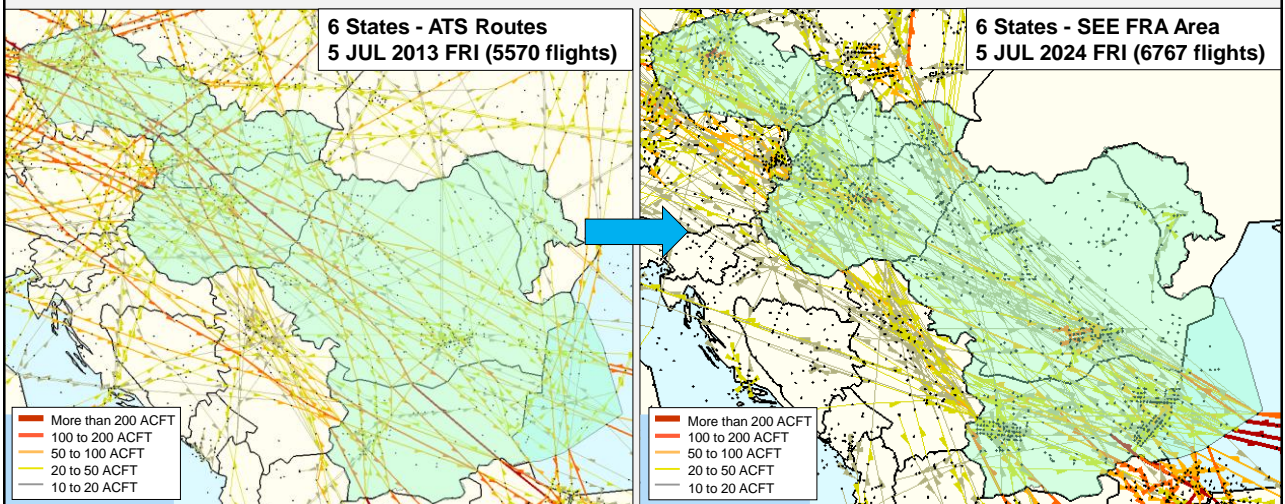 6 States - ATS Routes
5 JUL 2013 FRI (5570 flights)
More than 200 ACFT
100 to 200 ACFT
50 to 100 ACFT
20 to 50 ACFT
10 to 20 ACFT
6 States - SEE FRA Area
5 JUL 2024 FRI (6767 flights)
More than 200 ACFT
100 to 200 ACFT
50 to 100 ACFT
20 to 50 ACFT
10 to 20 ACFT